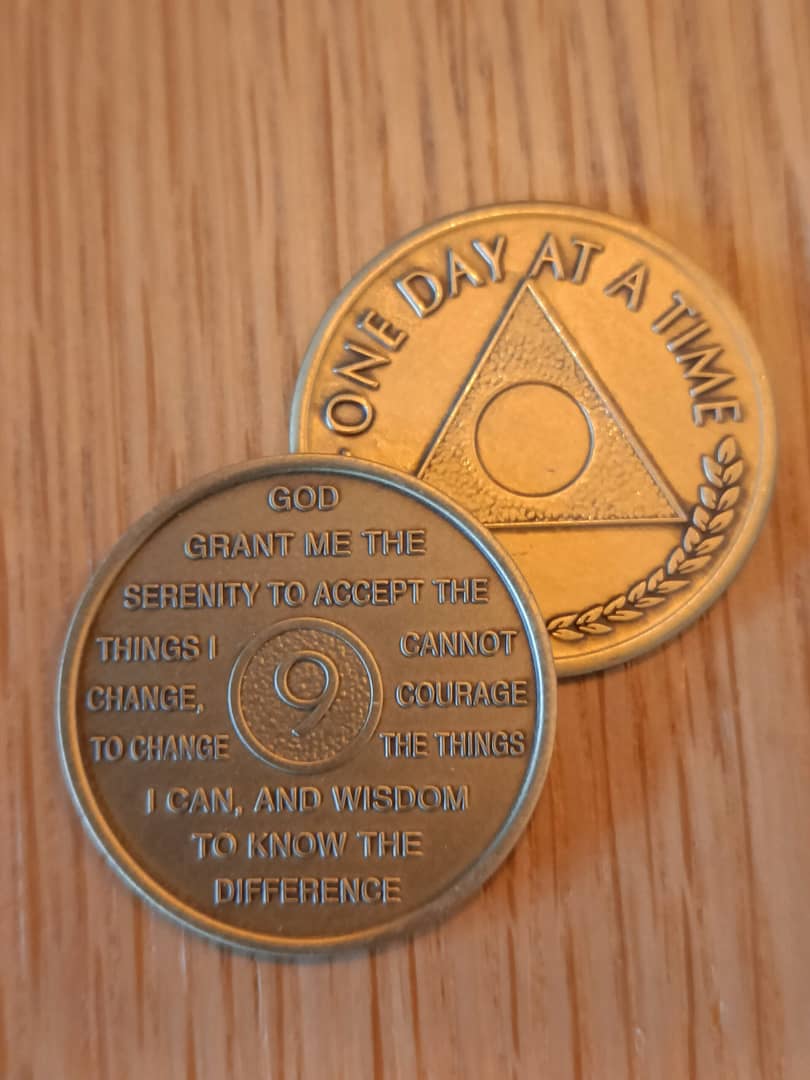 ONE DAY AT A TIME
GOD
GRANT ME THE
SERENITY TO ACCEPT THE
THINGS I CANNOT
CHANGE, 9 COURAGE
TO CHANGE THE THINGS
I CAN, AND WISDOM
TO KNOW THE
DIFFERENCE